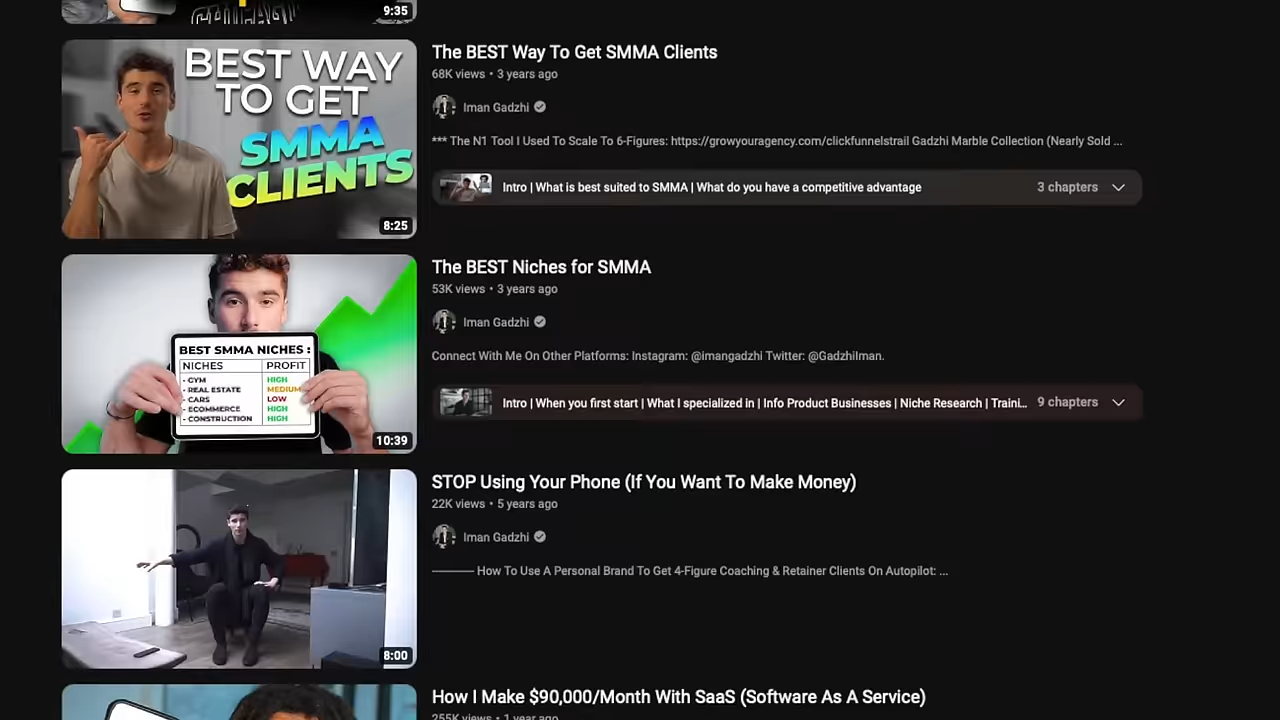 9:35
BEST WAY
TO GET
SMMA
CLIENTS
8:25
The BEST Way To Get SMMA Clients
68K views • 3 years ago
Iman Gadzhi
*** The N1 Tool I Used To Scale To 6-Figures: https://growyouragency.com/clickfunnelstrail Gadzhi Marble Collection (Nearly Sold ...
Intro | What is best suited to SMMA | What do you have a competitive advantage
3 chapters
BEST SMMA NICHES :
NICHES PROFIT
- GYM HIGH
- REAL ESTATE MEDIUM
- CARS LOW
- ECOMMERCE HIGH
- CONSTRUCTION HIGH
10:39
The BEST Niches for SMMA
53K views • 3 years ago
Iman Gadzhi
Connect With Me On Other Platforms: Instagram: @imangadzhi Twitter: @GadzhiIman.
Intro | When you first start | What I specialized in | Info Product Businesses | Niche Research | Traini...
9 chapters
8:00
STOP Using Your Phone (If You Want To Make Money)
22K views • 5 years ago
Iman Gadzhi
———— How To Use A Personal Brand To Get 4-Figure Coaching & Retainer Clients On Autopilot: ...
How I Make $90,000/Month With SaaS (Software As A Service)
255K views • 1 year ago